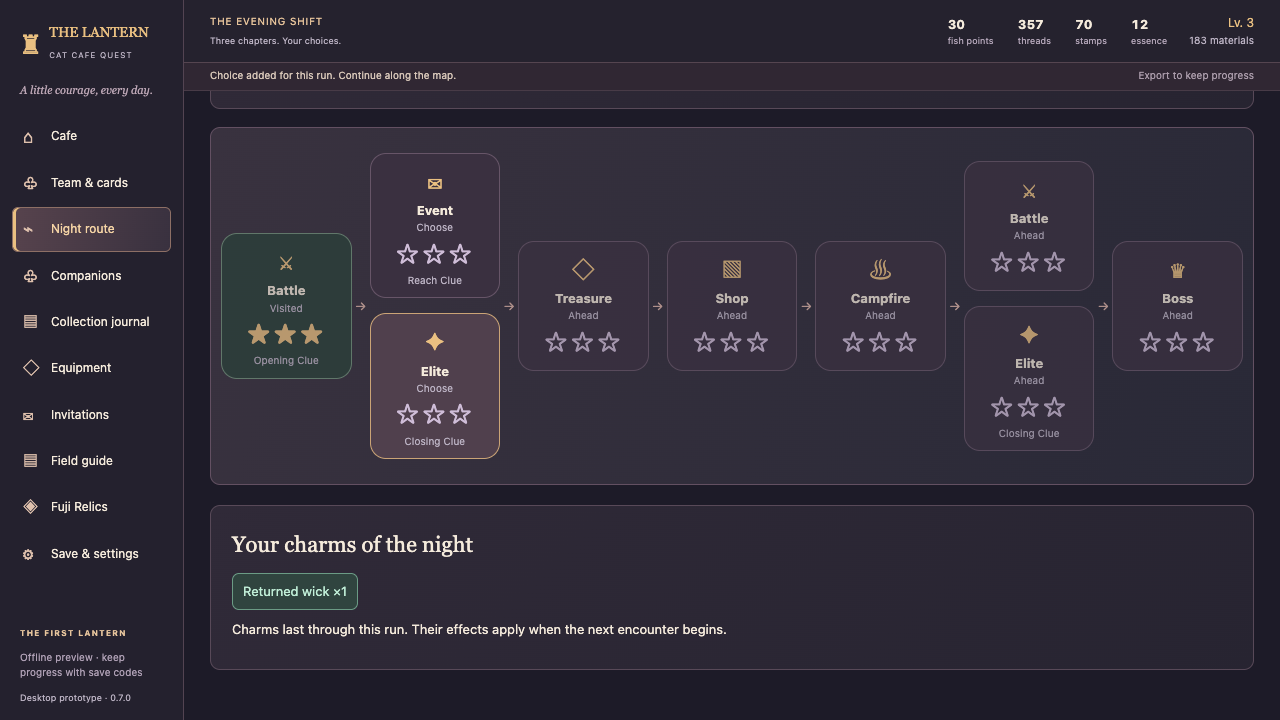 THE LANTERN
CAT CAFE QUEST
A little courage, every day.
Cafe
Team & cards
Night route
Companions
Collection journal
Equipment
Invitations
Field guide
Fuji Relics
Save & settings
THE FIRST LANTERN
Offline preview · keep
progress with save codes
Desktop prototype · 0.7.0
THE EVENING SHIFT
Three chapters. Your choices.
30
fish points
357
threads
70
stamps
12
essence
Lv. 3
183 materials
Choice added for this run. Continue along the map.
Export to keep progress
Battle
Visited
Opening Clue
Event
Choose
Reach Clue
Elite
Choose
Closing Clue
Treasure
Ahead
Shop
Ahead
Campfire
Ahead
Battle
Ahead
Elite
Ahead
Closing Clue
Boss
Ahead
Your charms of the night
Returned wick ×1
Charms last through this run. Their effects apply when the next encounter begins.